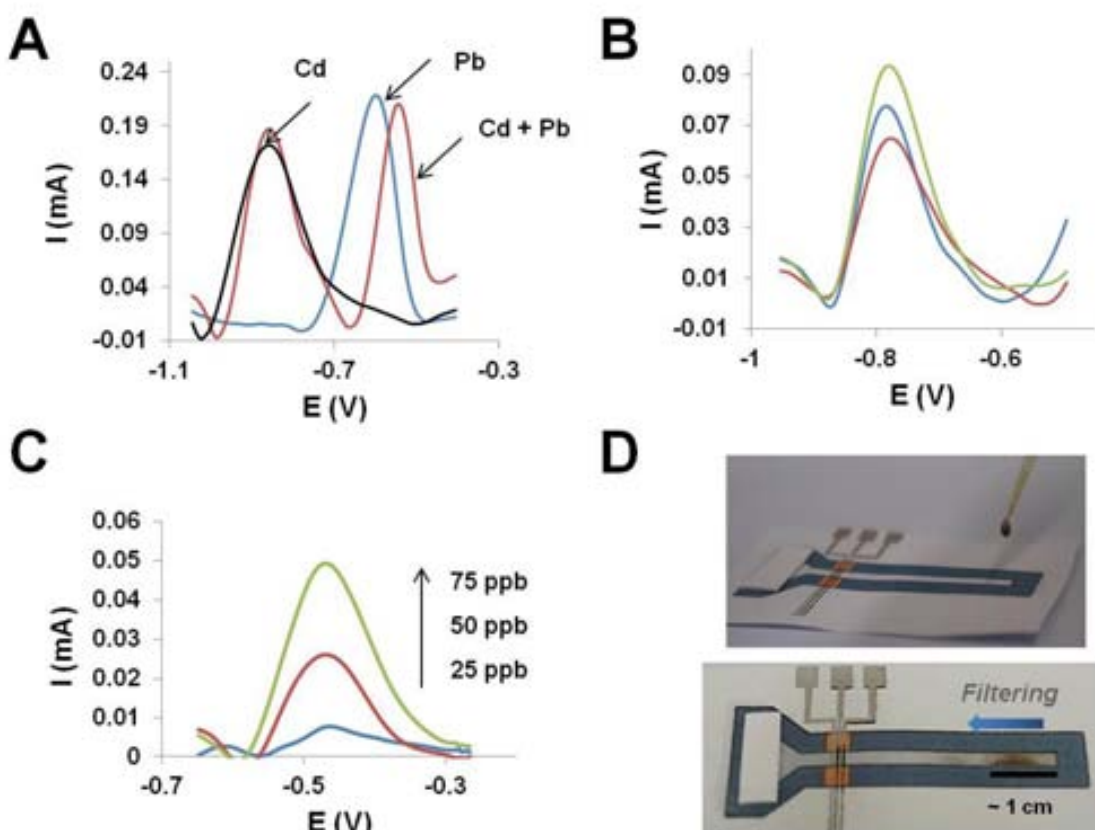 A
Cd
Pb
Cd + Pb
0.24
0.19
0.14
0.09
0.04
-0.01
I (mA)
-1.1
-0.7
-0.3
E (V)
B
0.09
0.07
0.05
0.03
0.01
-0.01
I (mA)
-1
-0.8
-0.6
E (V)
C
0.06
0.05
0.04
0.03
0.02
0.01
0
I (mA)
75 ppb
50 ppb
25 ppb
-0.7
-0.5
-0.3
E (V)
D
Filtering
~ 1 cm